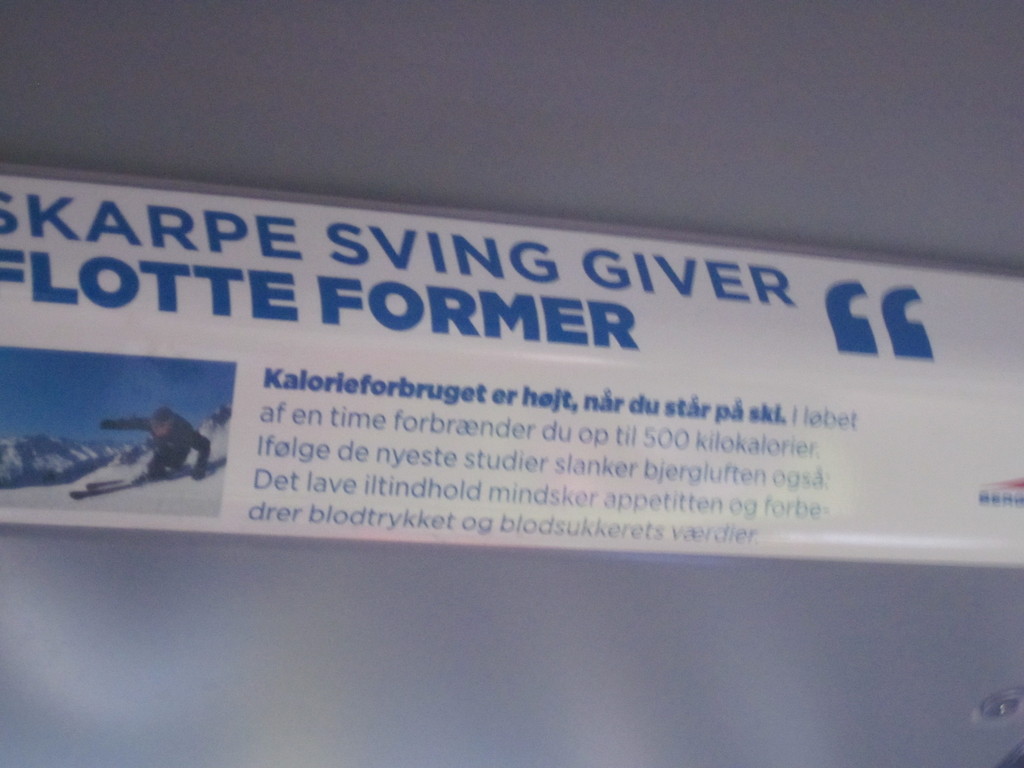 SKARPE SVING GIVER
FLOTTE FORMER
“
Kalorieforbruget er højt, når du står på ski. I løbet
af en time forbrænder du op til 500 kilokalorier.
Ifølge de nyeste studier slanker bjergluften også:
Det lave iltindhold mindsker appetitten og forbe-
drer blodtrykket og blodsukkerets værdier.
BERG